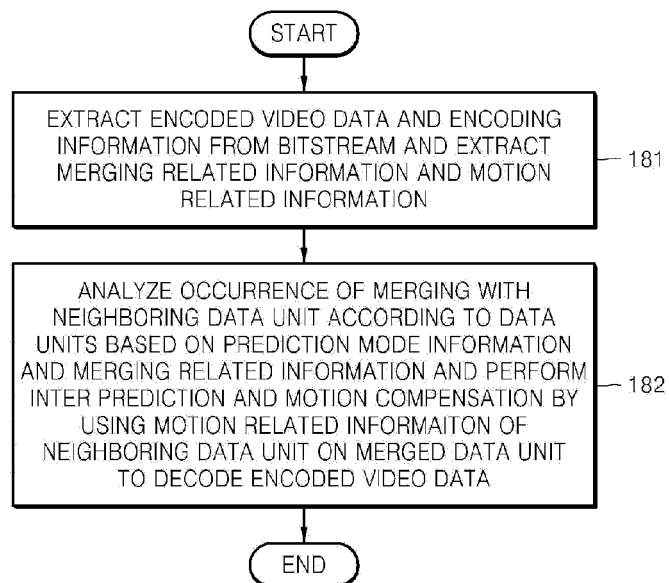 START
EXTRACT ENCODED VIDEO DATA AND ENCODING
INFORMATION FROM BITSTREAM AND EXTRACT
MERGING RELATED INFORMATION AND MOTION
RELATED INFORMATION
181
ANALYZE OCCURRENCE OF MERGING WITH
NEIGHBORING DATA UNIT ACCORDING TO DATA
UNITS BASED ON PREDICTION MODE INFORMATION
AND MERGING RELATED INFORMATION AND PERFORM
INTER PREDICTION AND MOTION COMPENSATION BY
USING MOTION RELATED INFORMAITON OF
NEIGHBORING DATA UNIT ON MERGED DATA UNIT
TO DECODE ENCODED VIDEO DATA
182
END